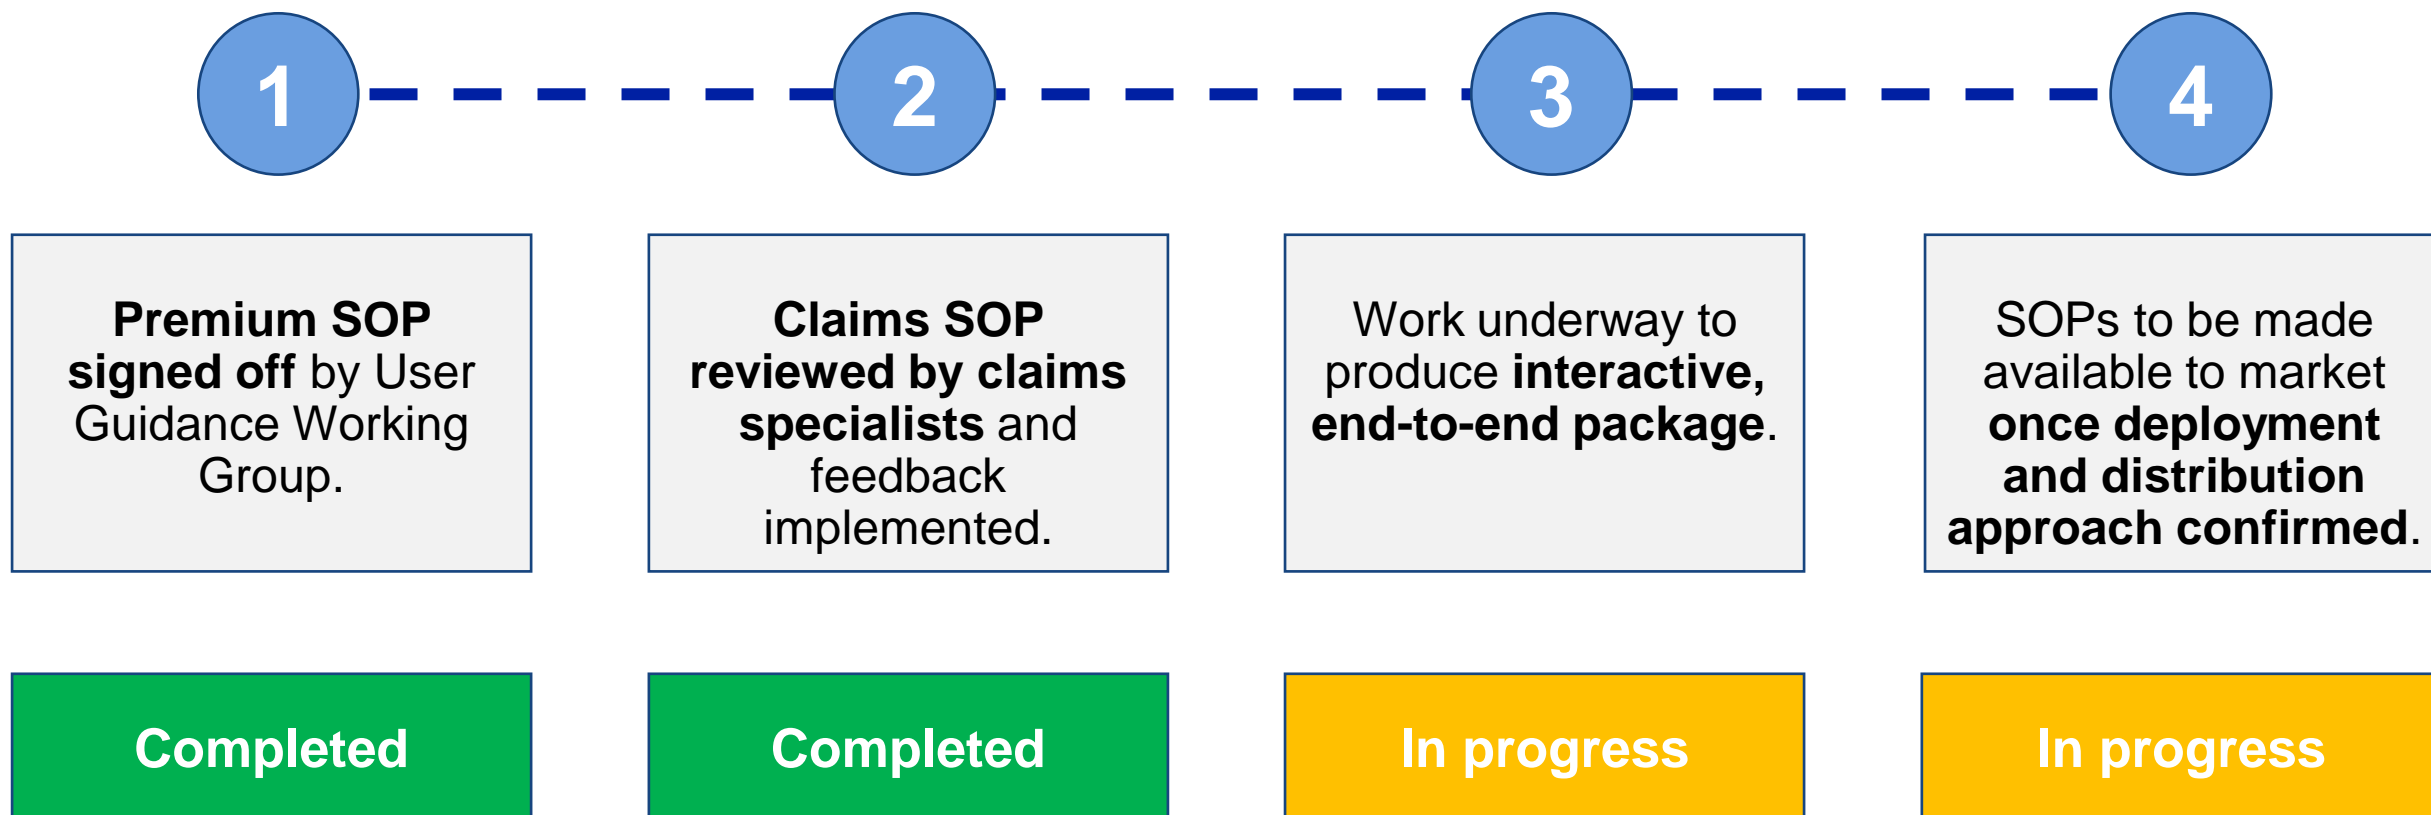 1
2
3
4
Premium SOP
signed off by User
Guidance Working
Group.
Claims SOP
reviewed by claims
specialists and
feedback
implemented.
Work underway to
produce interactive,
end-to-end package.
SOPs to be made
available to market
once deployment
and distribution
approach confirmed.
Completed
Completed
In progress
In progress